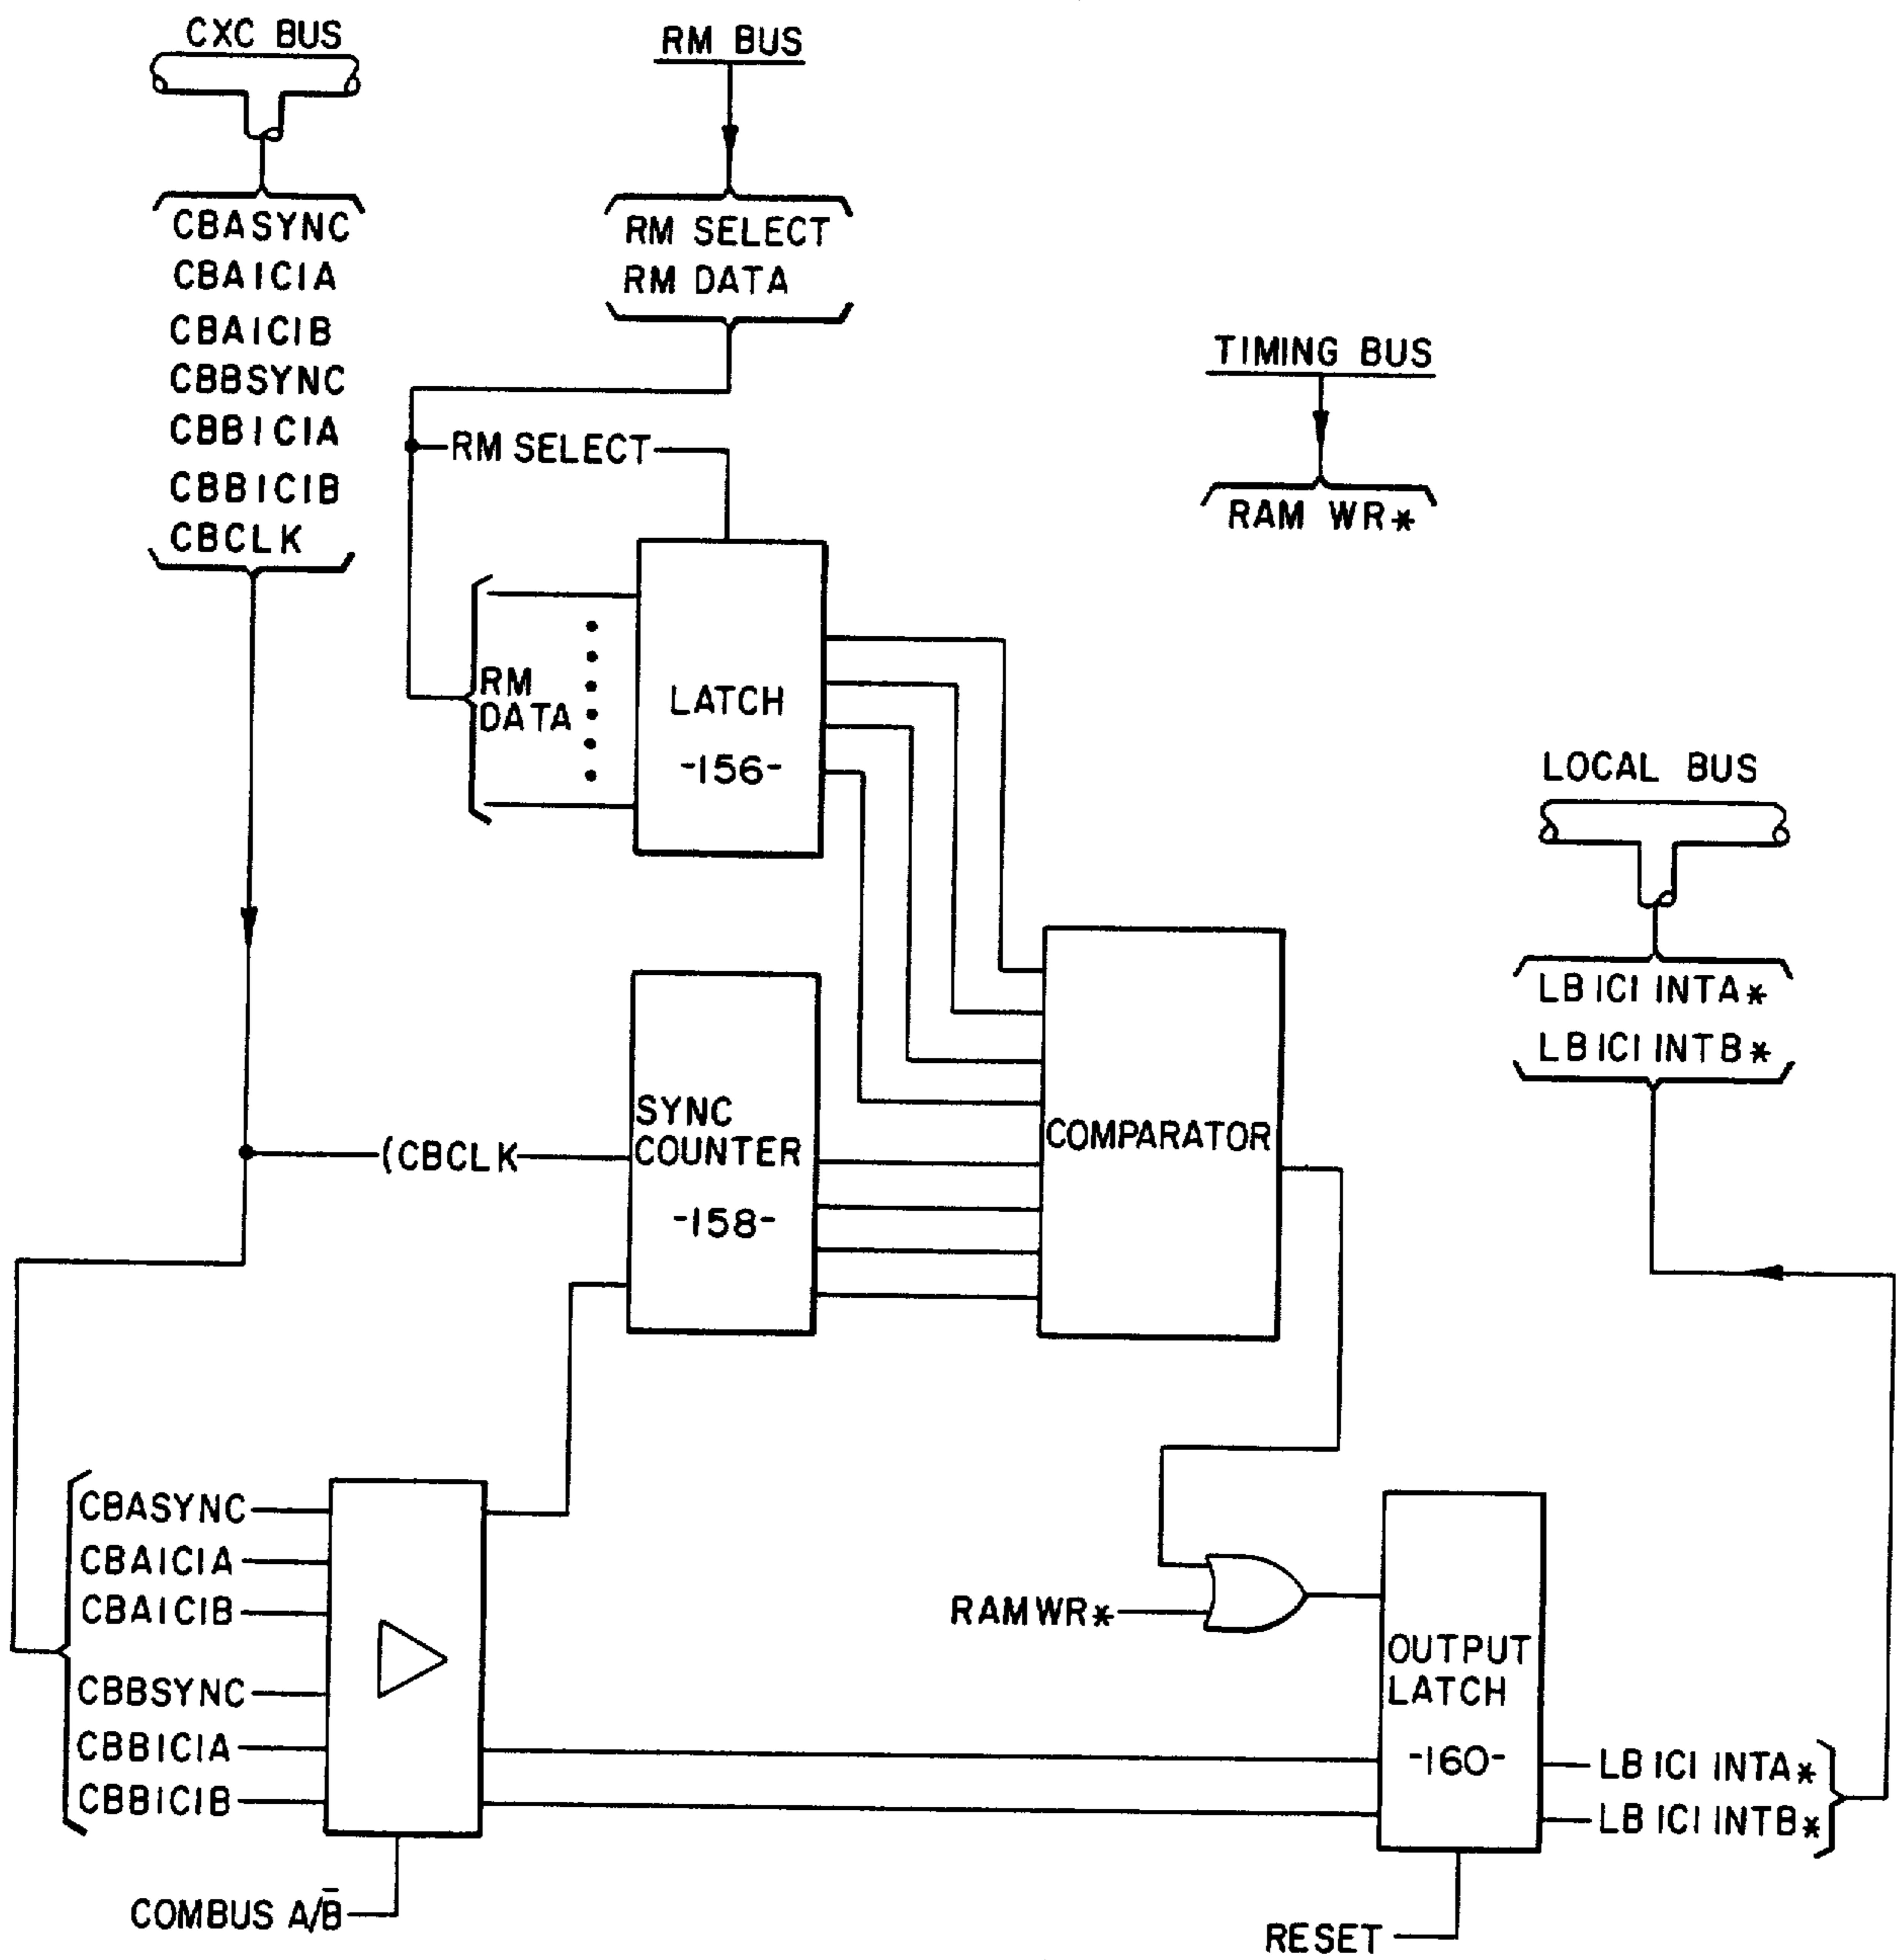 CXC BUS
RM BUS
CBASYNC
CBAICIA
CBAICIB
CBBSYNC
CBBICIA
CBBICIB
CBCLK
RM SELECT
RM DATA
TIMING BUS
RAM WR*
RM SELECT
RM
DATA
LATCH
-156-
LOCAL BUS
LB ICI INTA*
LB ICI INTB*
SYNC
COUNTER
-158-
(CBCLK
COMPARATOR
CBASYNC
CBAICIA
CBAICIB
CBBSYNC
CBBICIA
CBBICIB
RAMWR*
OUTPUT
LATCH
-160-
LB ICI INTA*
LB ICI INTB*
COMBUS A/B̅
RESET